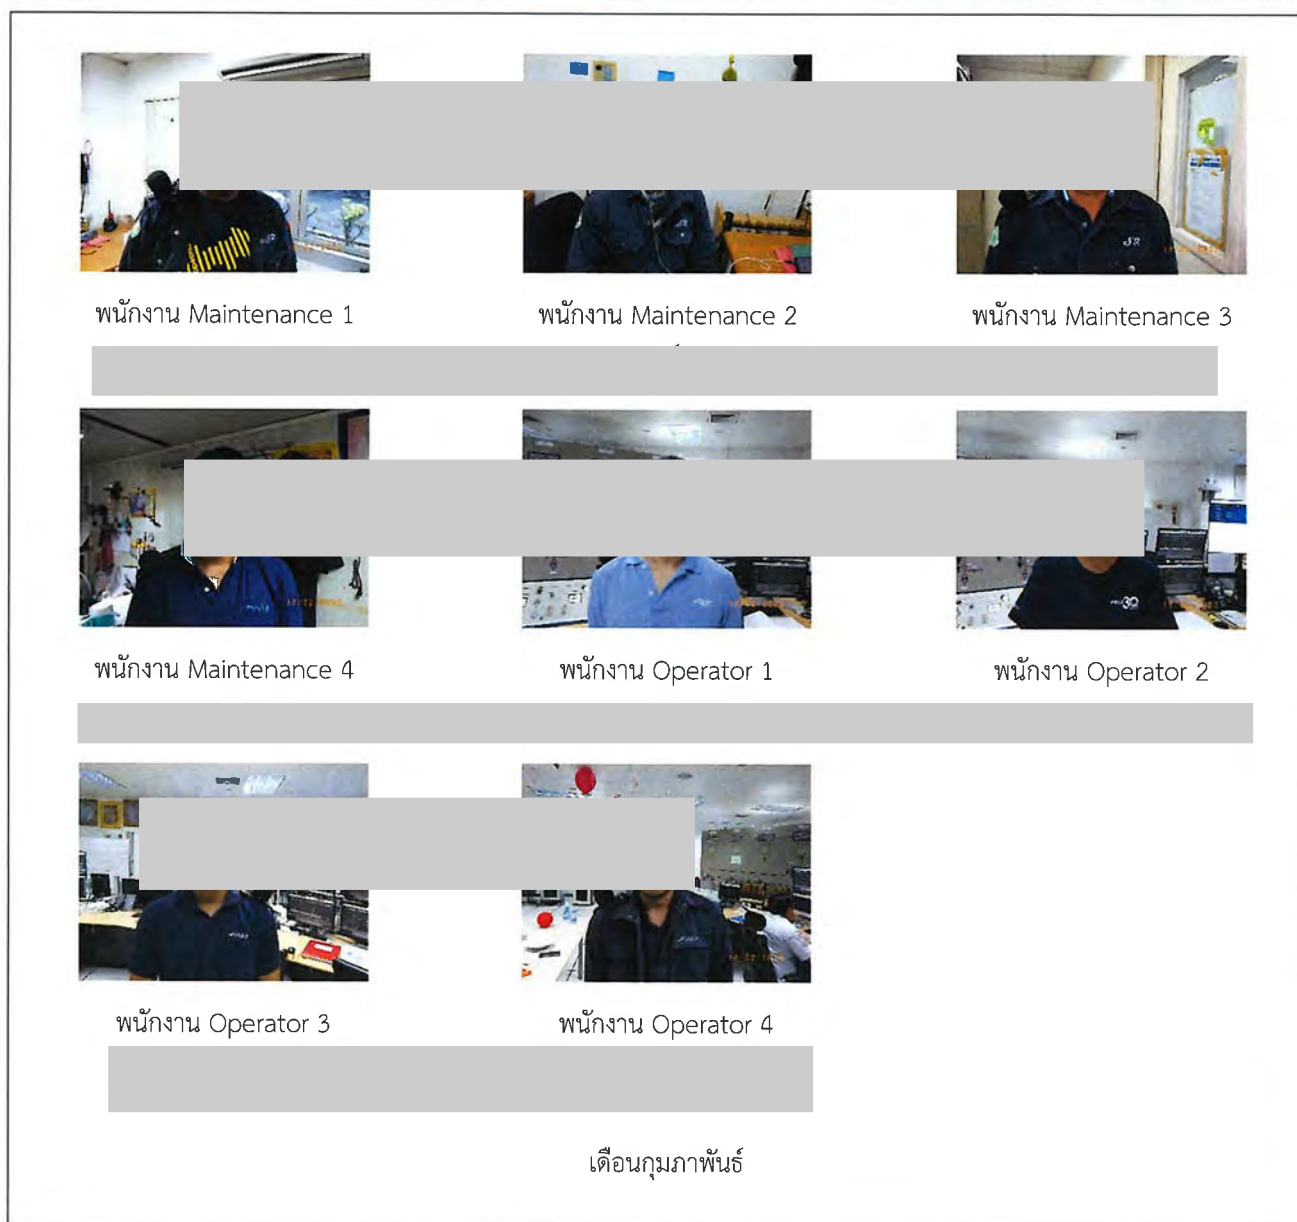 พนักงาน Maintenance 1
พนักงาน Maintenance 2
พนักงาน Maintenance 3
พนักงาน Maintenance 4
พนักงาน Operator 1
พนักงาน Operator 2
พนักงาน Operator 3
พนักงาน Operator 4
เดือนกุมภาพันธ์